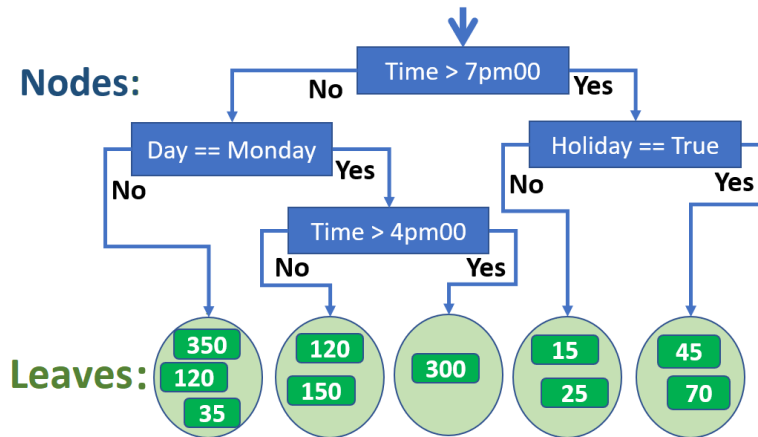 Time > 7pm00
Nodes:
No
Yes
Day == Monday
Holiday == True
No
Yes
No
Yes
Time > 4pm00
No
Yes
350
120
35
120
150
300
15
25
45
70
Leaves: